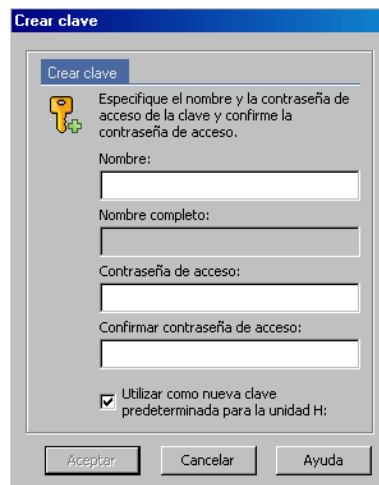 Crear clave
Crear clave
Especifique el nombre y la contraseña de
acceso de la clave y confirme la
contraseña de acceso.
Nombre:
Nombre completo:
Contraseña de acceso:
Confirmar contraseña de acceso:
Utilizar como nueva clave
predeterminada para la unidad H:
Aceptar Cancelar Ayuda